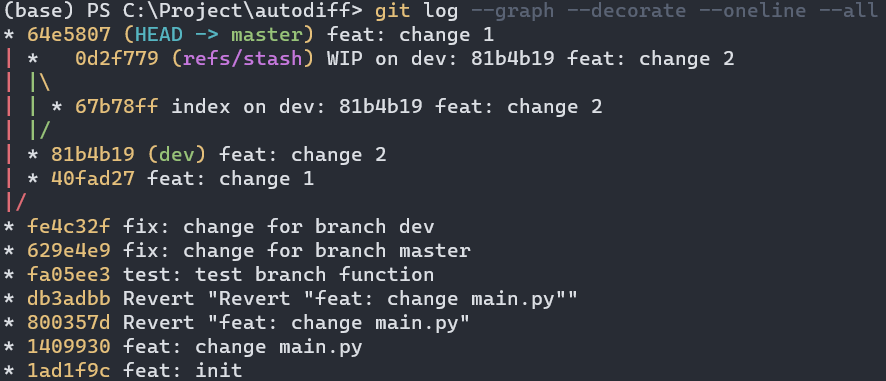 (base) PS C:\Project\autodiff> git log --graph --decorate --oneline --all
* 64e5807 (HEAD -> master) feat: change 1
| *   0d2f779 (refs/stash) WIP on dev: 81b4b19 feat: change 2
| |\
| | * 67b78ff index on dev: 81b4b19 feat: change 2
| |/
| * 81b4b19 (dev) feat: change 2
| * 40fad27 feat: change 1
|/
* fe4c32f fix: change for branch dev
* 629e4e9 fix: change for branch master
* fa05ee3 test: test branch function
* db3adbb Revert "Revert "feat: change main.py""
* 800357d Revert "feat: change main.py"
* 1409930 feat: change main.py
* 1ad1f9c feat: init